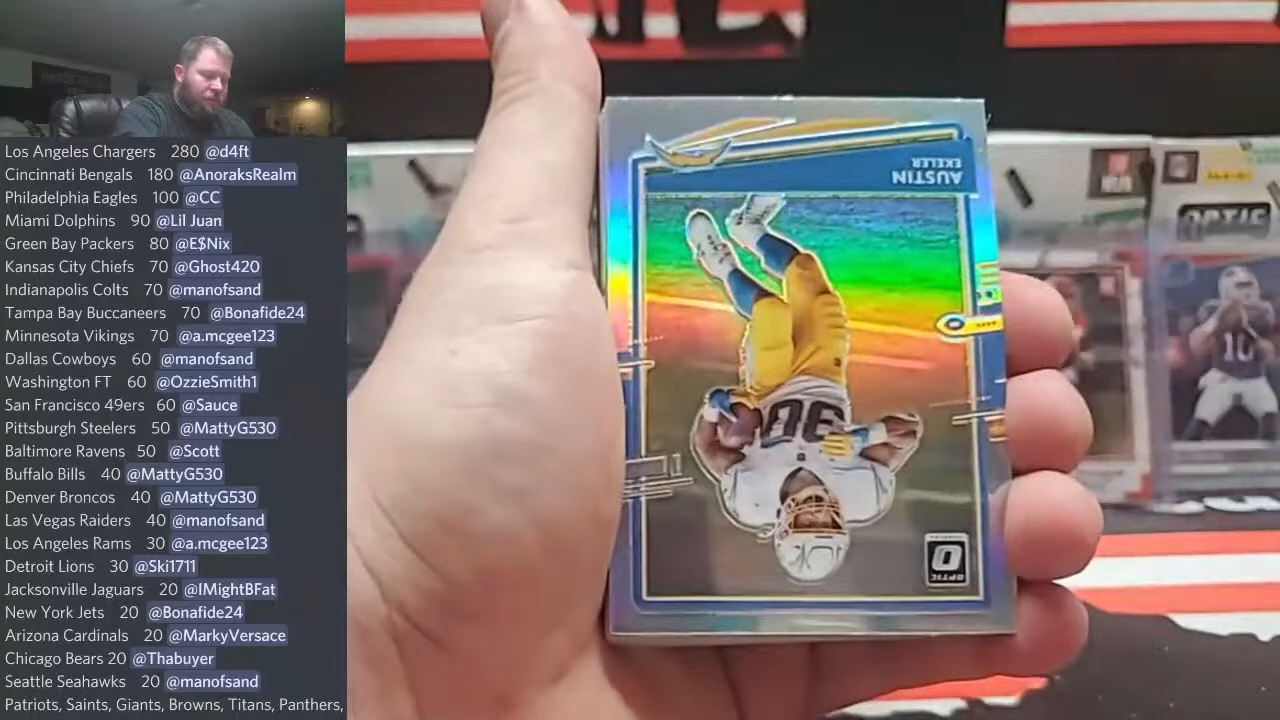 Los Angeles Chargers 280 @d4ft
Cincinnati Bengals 180 @AnoraksRealm
Philadelphia Eagles 100 @CC
Miami Dolphins 90 @Lil Juan
Green Bay Packers 80 @E$Nix
Kansas City Chiefs 70 @Ghost420
Indianapolis Colts 70 @manofsand
Tampa Bay Buccaneers 70 @Bonafide24
Minnesota Vikings 70 @a.mcgee123
Dallas Cowboys 60 @manofsand
Washington FT 60 @OzzieSmith1
San Francisco 49ers 60 @Sauce
Pittsburgh Steelers 50 @MattyG530
Baltimore Ravens 50 @Scott
Buffalo Bills 40 @MattyG530
Denver Broncos 40 @MattyG530
Las Vegas Raiders 40 @manofsand
Los Angeles Rams 30 @a.mcgee123
Detroit Lions 30 @Ski1711
Jacksonville Jaguars 20 @IMightBFat
New York Jets 20 @Bonafide24
Arizona Cardinals 20 @MarkyVersace
Chicago Bears 20 @Thabuyer
Seattle Seahawks 20 @manofsand
Patriots, Saints, Giants, Browns, Titans, Panthers,
AUSTIN
EKELER
30
OPTIC
OPTIC
10